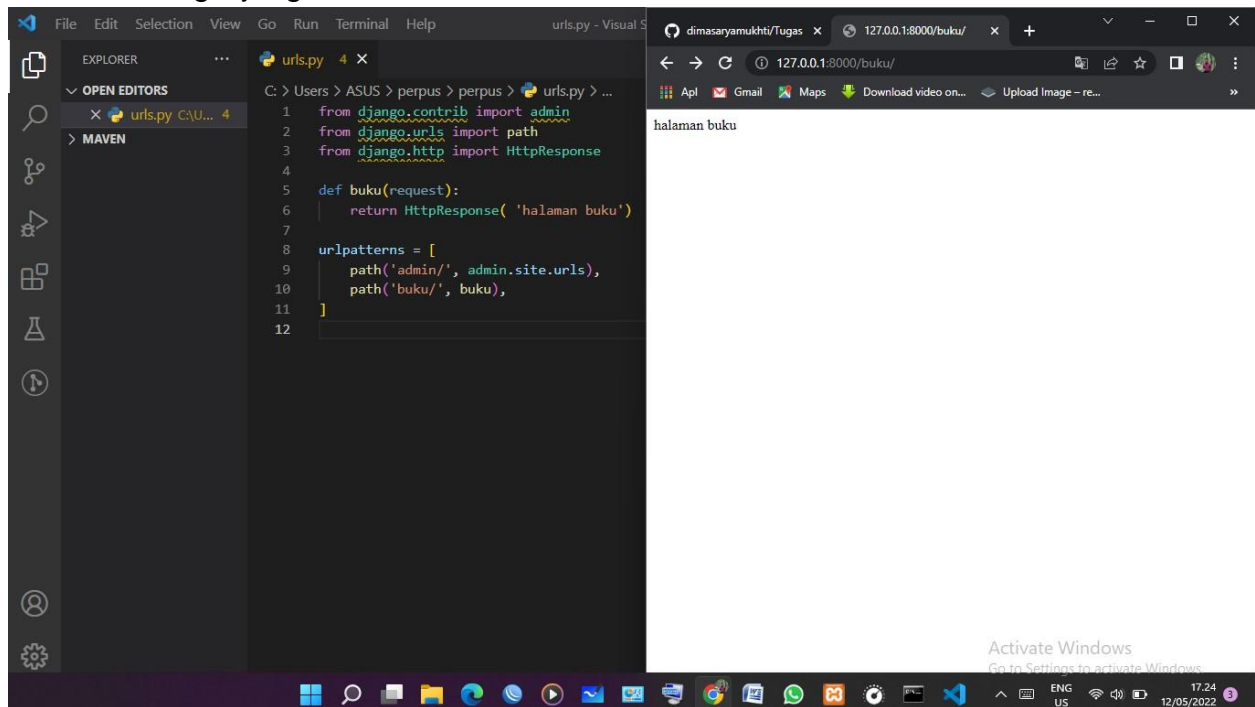 File Edit Selection View Go Run Terminal Help urls.py - Visual S
EXPLORER
OPEN EDITORS
urls.py C:\U... 4
MAVEN
urls.py 4
C: > Users > ASUS > perpus > perpus > urls.py > ...
1 from django.contrib import admin
2 from django.urls import path
3 from django.http import HttpResponse
4
5 def buku(request):
6 return HttpResponse( 'halaman buku')
7
8 urlpatterns = [
9 path('admin/', admin.site.urls),
10 path('buku/', buku),
11 ]
12
dimasaryamukhti/Tugas 127.0.0.1:8000/buku/
127.0.0.1:8000/buku/
Apl Gmail Maps Download video on... Upload Image – re... »
halaman buku
Activate Windows
Go to Settings to activate Windows.
ENG
US
17.24
12/05/2022
3